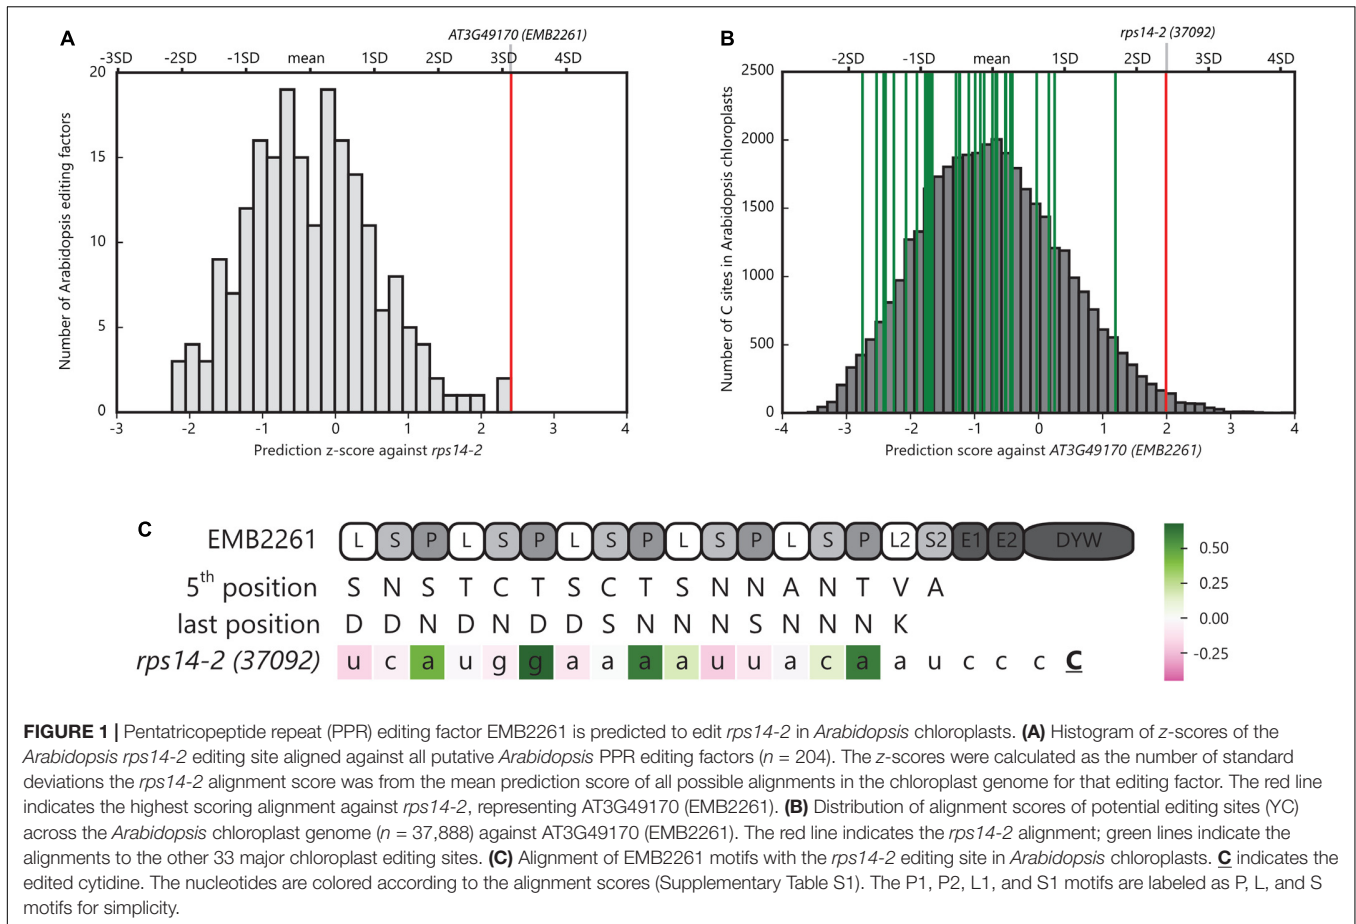 A
AT3G49170 (EMB2261)
-3SD -2SD -1SD mean 1SD 2SD 3SD 4SD
20
15
10
5
0
Number of Arabidopsis editing factors
-3 -2 -1 0 1 2 3 4
Prediction z-score against rps14-2
B
rps14-2 (37092)
-2SD -1SD mean 1SD 2SD 3SD 4SD
2500
2000
1500
1000
500
0
Number of C sites in Arabidopsis chloroplasts
-4 -3 -2 -1 0 1 2 3 4
Prediction score against AT3G49170 (EMB2261)
C
EMB2261 L S P L S P L S P L S P L S P L2 S2 E1 E2 DYW
5th position S N S T C T S C T S N N A N T V A
last position D D N D N D D S N N N S N N N K
rps14-2 (37092) u c a u g g a a a a u u a c a a u c c c C
0.50
0.25
0.00
-0.25
FIGURE 1 | Pentatricopeptide repeat (PPR) editing factor EMB2261 is predicted to edit rps14-2 in Arabidopsis chloroplasts. (A) Histogram of z-scores of the
Arabidopsis rps14-2 editing site aligned against all putative Arabidopsis PPR editing factors (n = 204). The z-scores were calculated as the number of standard
deviations the rps14-2 alignment score was from the mean prediction score of all possible alignments in the chloroplast genome for that editing factor. The red line
indicates the highest scoring alignment against rps14-2, representing AT3G49170 (EMB2261). (B) Distribution of alignment scores of potential editing sites (YC)
across the Arabidopsis chloroplast genome (n = 37,888) against AT3G49170 (EMB2261). The red line indicates the rps14-2 alignment; green lines indicate the
alignments to the other 33 major chloroplast editing sites. (C) Alignment of EMB2261 motifs with the rps14-2 editing site in Arabidopsis chloroplasts. C indicates the
edited cytidine. The nucleotides are colored according to the alignment scores (Supplementary Table S1). The P1, P2, L1, and S1 motifs are labeled as P, L, and S
motifs for simplicity.